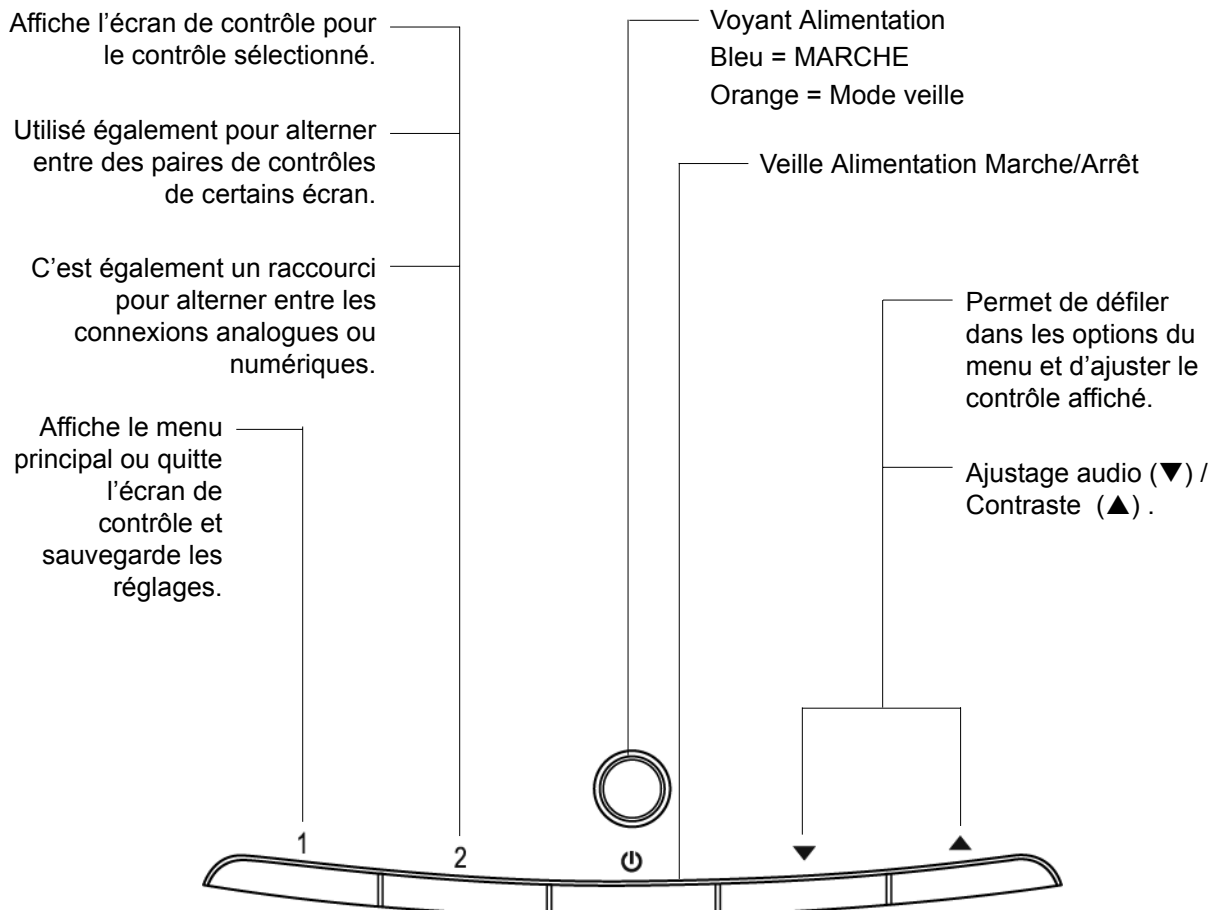 Affiche l’écran de contrôle pour
le contrôle sélectionné.
Utilisé également pour alterner
entre des paires de contrôles
de certains écran.
C’est également un raccourci
pour alterner entre les
connexions analogues ou
numériques.
Affiche le menu
principal ou quitte
l’écran de
contrôle et
sauvegarde les
réglages.
Voyant Alimentation
Bleu = MARCHE
Orange = Mode veille
Veille Alimentation Marche/Arrêt
Permet de défiler
dans les options du
menu et d’ajuster le
contrôle affiché.
Ajustage audio (▼) /
Contraste (▲) .
1
2
⏻
▼
▲